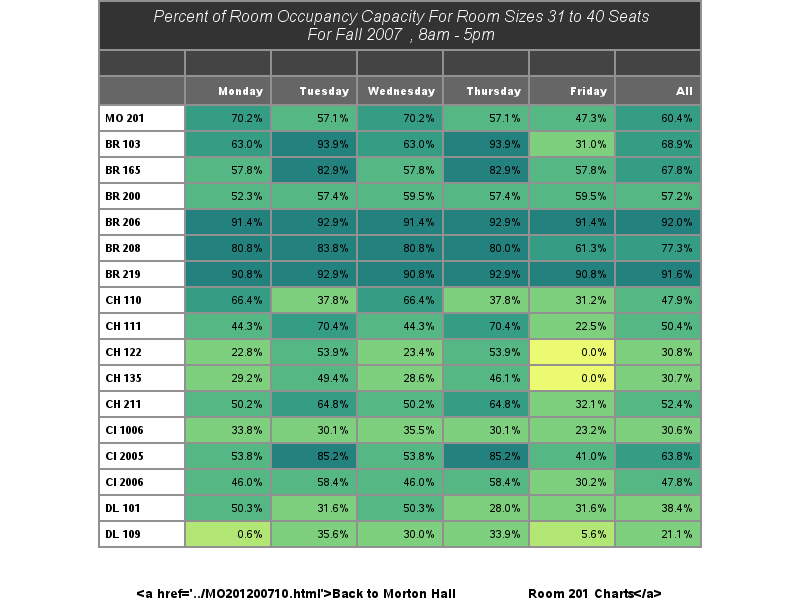 Percent of Room Occupancy Capacity For Room Sizes 31 to 40 Seats
For Fall 2007 , 8am - 5pm
Monday Tuesday Wednesday Thursday Friday All
MO 201 70.2% 57.1% 70.2% 57.1% 47.3% 60.4%
BR 103 63.0% 93.9% 63.0% 93.9% 31.0% 68.9%
BR 165 57.8% 82.9% 57.8% 82.9% 57.8% 67.8%
BR 200 52.3% 57.4% 59.5% 57.4% 59.5% 57.2%
BR 206 91.4% 92.9% 91.4% 92.9% 91.4% 92.0%
BR 208 80.8% 83.8% 80.8% 80.0% 61.3% 77.3%
BR 219 90.8% 92.9% 90.8% 92.9% 90.8% 91.6%
CH 110 66.4% 37.8% 66.4% 37.8% 31.2% 47.9%
CH 111 44.3% 70.4% 44.3% 70.4% 22.5% 50.4%
CH 122 22.8% 53.9% 23.4% 53.9% 0.0% 30.8%
CH 135 29.2% 49.4% 28.6% 46.1% 0.0% 30.7%
CH 211 50.2% 64.8% 50.2% 64.8% 32.1% 52.4%
CI 1006 33.8% 30.1% 35.5% 30.1% 23.2% 30.6%
CI 2005 53.8% 85.2% 53.8% 85.2% 41.0% 63.8%
CI 2006 46.0% 58.4% 46.0% 58.4% 30.2% 47.8%
DL 101 50.3% 31.6% 50.3% 28.0% 31.6% 38.4%
DL 109 0.6% 35.6% 30.0% 33.9% 5.6% 21.1%
<a href='../MO201200710.html'>Back to Morton Hall Room 201 Charts</a>